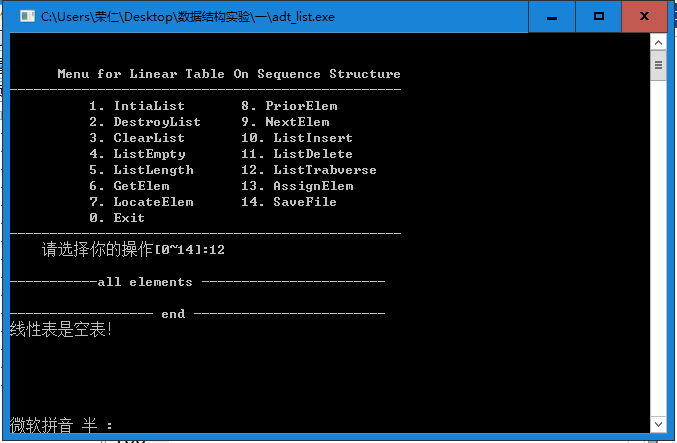 C:\Users\荣仁\Desktop\数据结构实验\一\adt_list.exe
Menu for Linear Table On Sequence Structure
-------------------------------------------------
1. IntiaList 8. PriorElem
2. DestroyList 9. NextElem
3. ClearList 10. ListInsert
4. ListEmpty 11. ListDelete
5. ListLength 12. ListTrabverse
6. GetElem 13. AssignElem
7. LocateElem 14. SaveFile
0. Exit
-------------------------------------------------
请选择你的操作[0~14]:12
-----------all elements -----------------------
------------------ end ------------------------
线性表是空表!
微软拼音 半 :